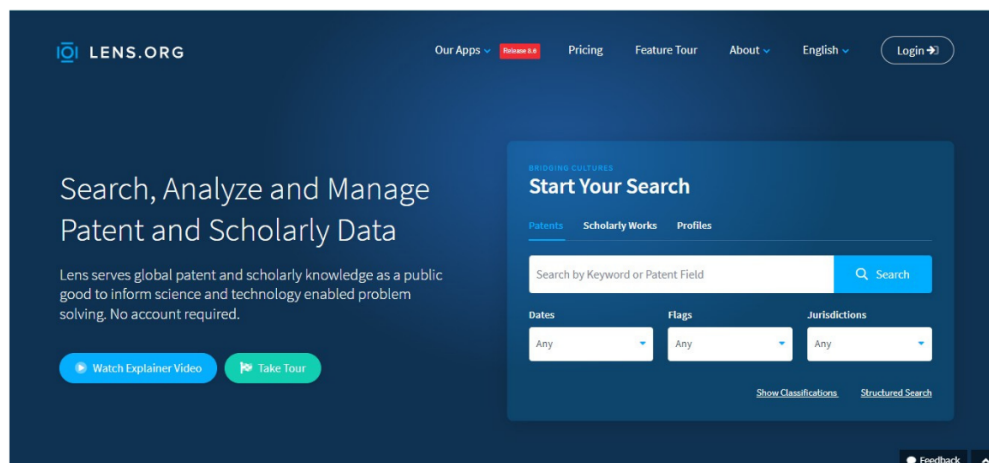 LENS.ORG
Our Apps Release 8.6 Pricing Feature Tour About English Login
Search, Analyze and Manage
Patent and Scholarly Data
Lens serves global patent and scholarly knowledge as a public
good to inform science and technology enabled problem
solving. No account required.
Watch Explainer Video Take Tour
BRIDGING CULTURES
Start Your Search
Patents Scholarly Works Profiles
Search by Keyword or Patent Field Search
Dates Flags Jurisdictions
Any Any Any
Show Classifications Structured Search
Feedback